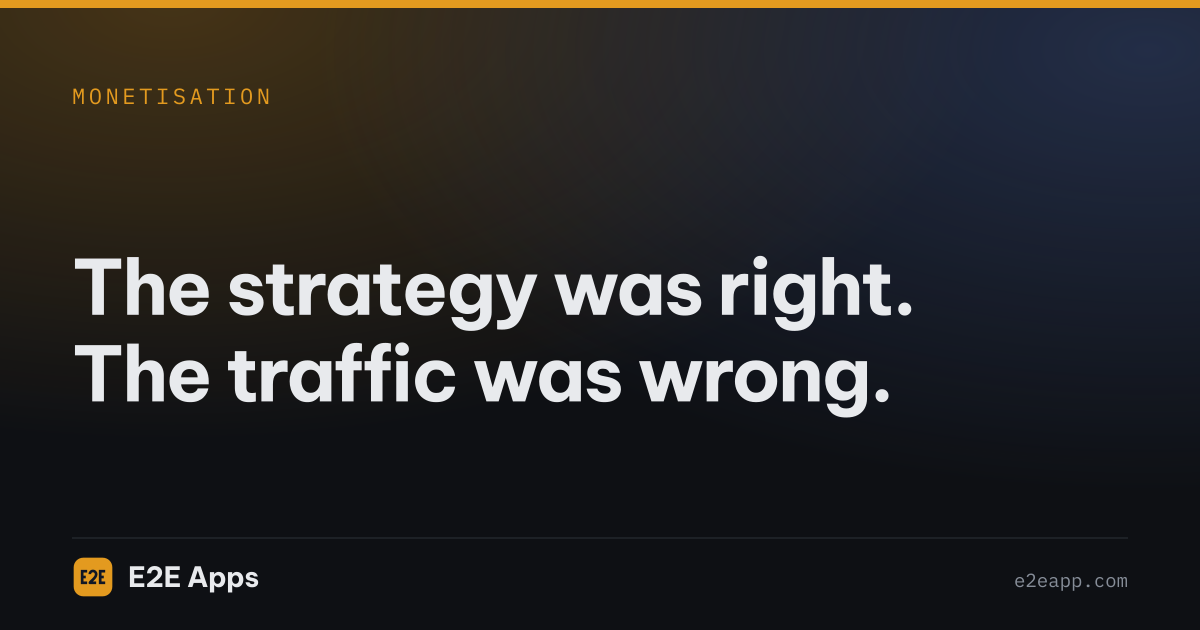 MONETISATION
The strategy was right.
The traffic was wrong.
E2E E2E Apps
e2eapp.com